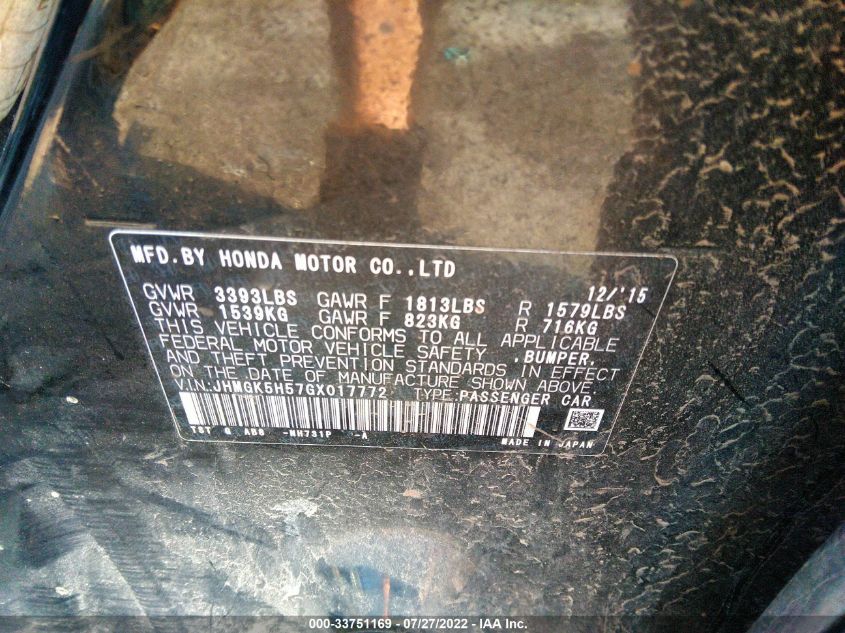 MFD.BY HONDA MOTOR CO.,LTD
12/'15
GVWR 3393LBS GAWR F 1813LBS R 1579LBS
GVWR 1539KG GAWR F 823KG R 716KG
THIS VEHICLE CONFORMS TO ALL APPLICABLE
FEDERAL MOTOR VEHICLE SAFETY ,BUMPER,
AND THEFT PREVENTION STANDARDS IN EFFECT
ON THE DATE OF MANUFACTURE SHOWN ABOVE.
V.I.N:JHMGK5H57GX017772 TYPE:PASSENGER CAR
-A
MADE IN JAPAN
000-33751169 - 07/27/2022 - IAA Inc.